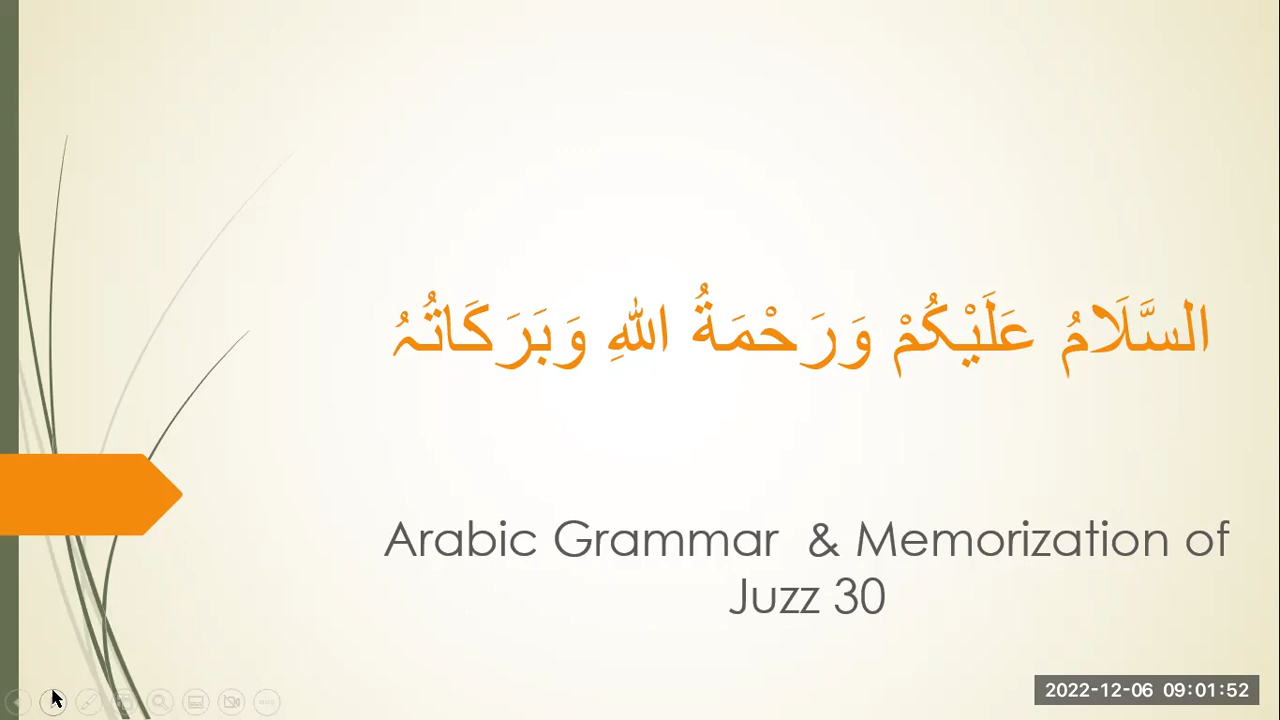 السَّلَامُ عَلَيْكُمْ وَرَحْمَةُ اللهِ وَبَرَكَاتُہُ
Arabic Grammar & Memorization of
Juzz 30
2022-12-06 09:01:52